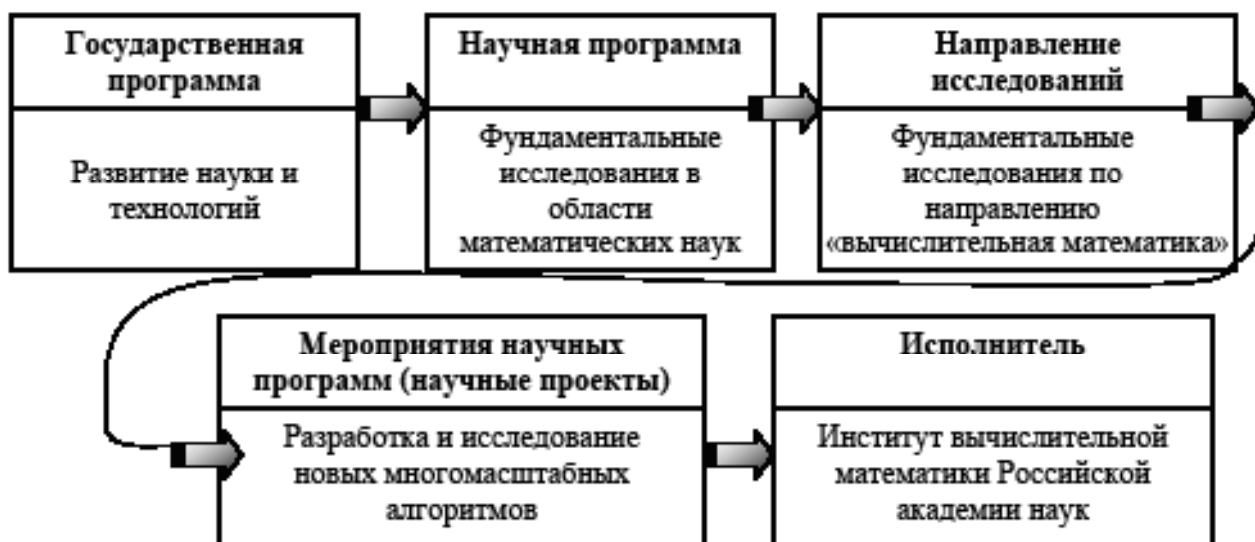 Государственная
программа
Развитие науки и
технологий
Научная программа
Фундаментальные
исследования в
области
математических наук
Направление
исследований
Фундаментальные
исследования по
направлению
«вычислительная математика»
Мероприятия научных
программ (научные проекты)
Разработка и исследование
новых многомасштабных
алгоритмов
Исполнитель
Институт вычислительной
математики Российской
академии наук